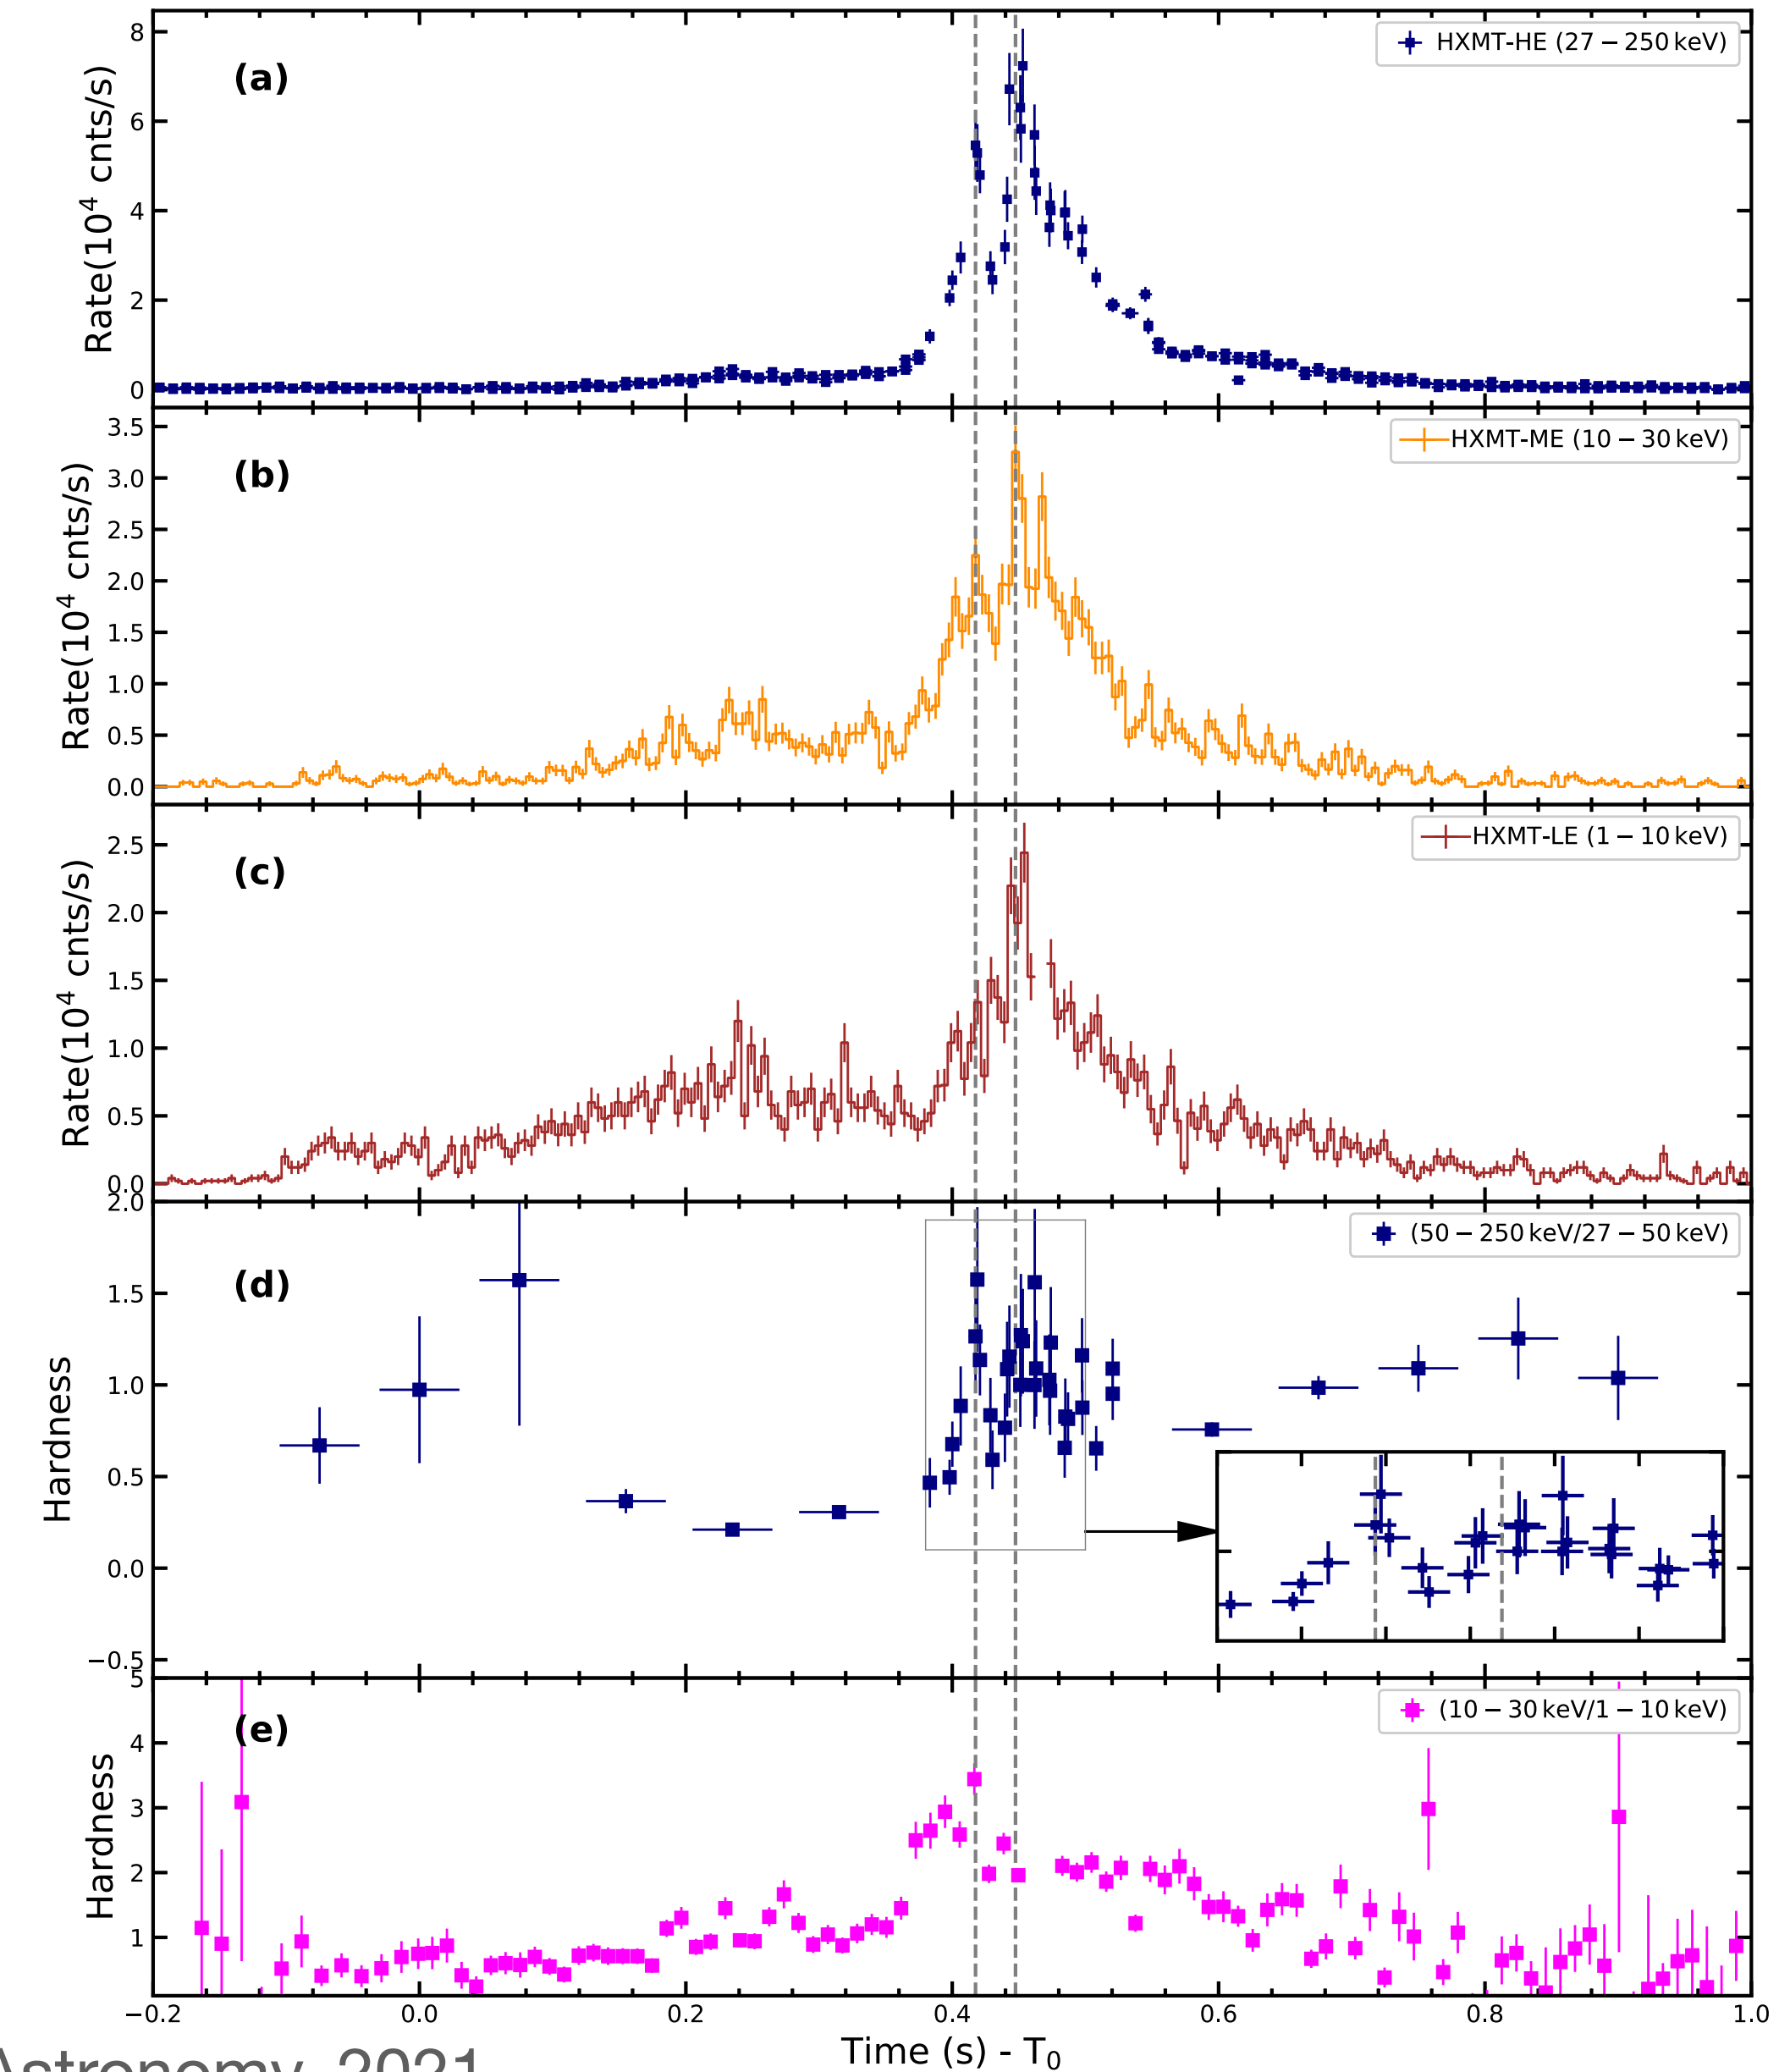 (a)
HXMT-HE (27 − 250 keV)
Rate(10⁴ cnts/s)
8
6
4
2
0
(b)
HXMT-ME (10 − 30 keV)
Rate(10⁴ cnts/s)
3.5
3.0
2.5
2.0
1.5
1.0
0.5
0.0
(c)
HXMT-LE (1 − 10 keV)
Rate(10⁴ cnts/s)
2.5
2.0
1.5
1.0
0.5
0.0
(d)
(50 − 250 keV/27 − 50 keV)
Hardness
2.0
1.5
1.0
0.5
0.0
−0.5
(e)
(10 − 30 keV/1 − 10 keV)
Hardness
5
4
3
2
1
−0.2 0.0 0.2 0.4 0.6 0.8 1.0
Time (s) - T₀
Astronomy, 2021